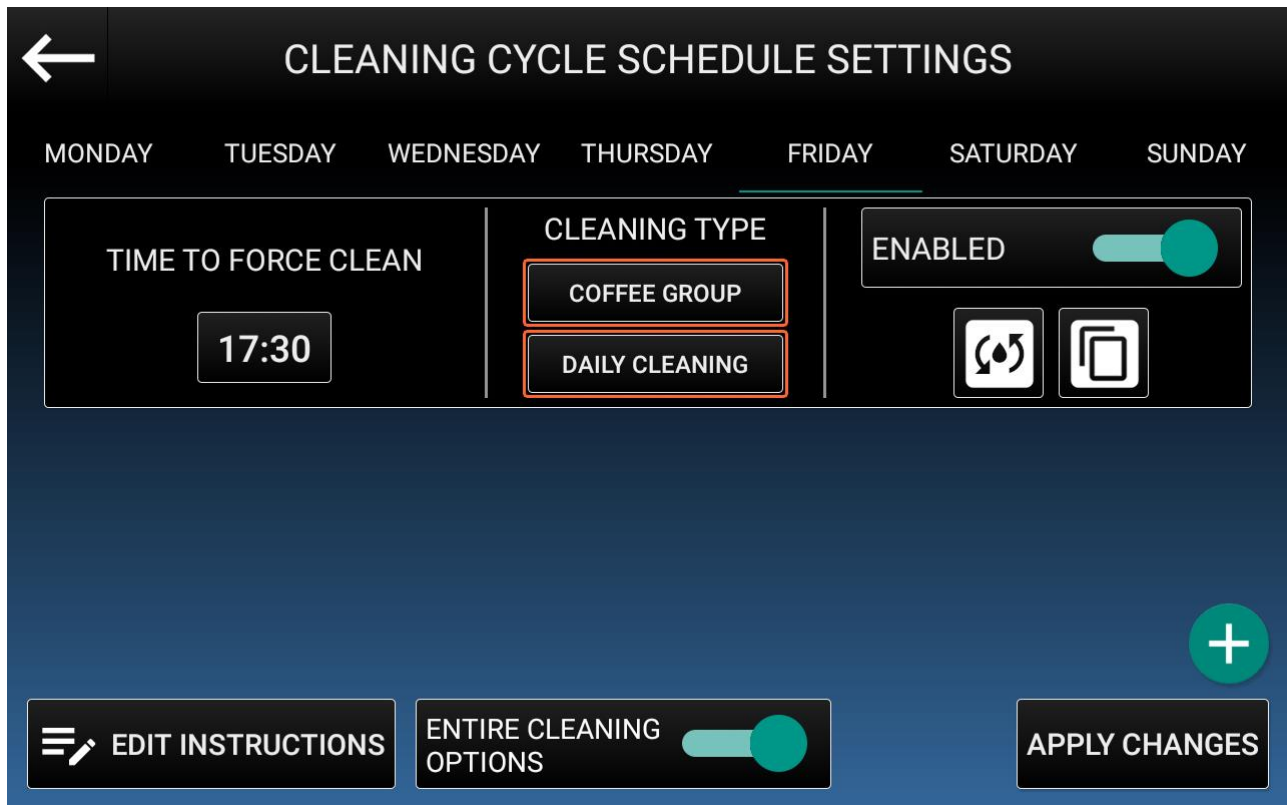 CLEANING CYCLE SCHEDULE SETTINGS
MONDAY TUESDAY WEDNESDAY THURSDAY FRIDAY SATURDAY SUNDAY
TIME TO FORCE CLEAN
17:30
CLEANING TYPE
COFFEE GROUP
DAILY CLEANING
ENABLED
EDIT INSTRUCTIONS
ENTIRE CLEANING
OPTIONS
APPLY CHANGES